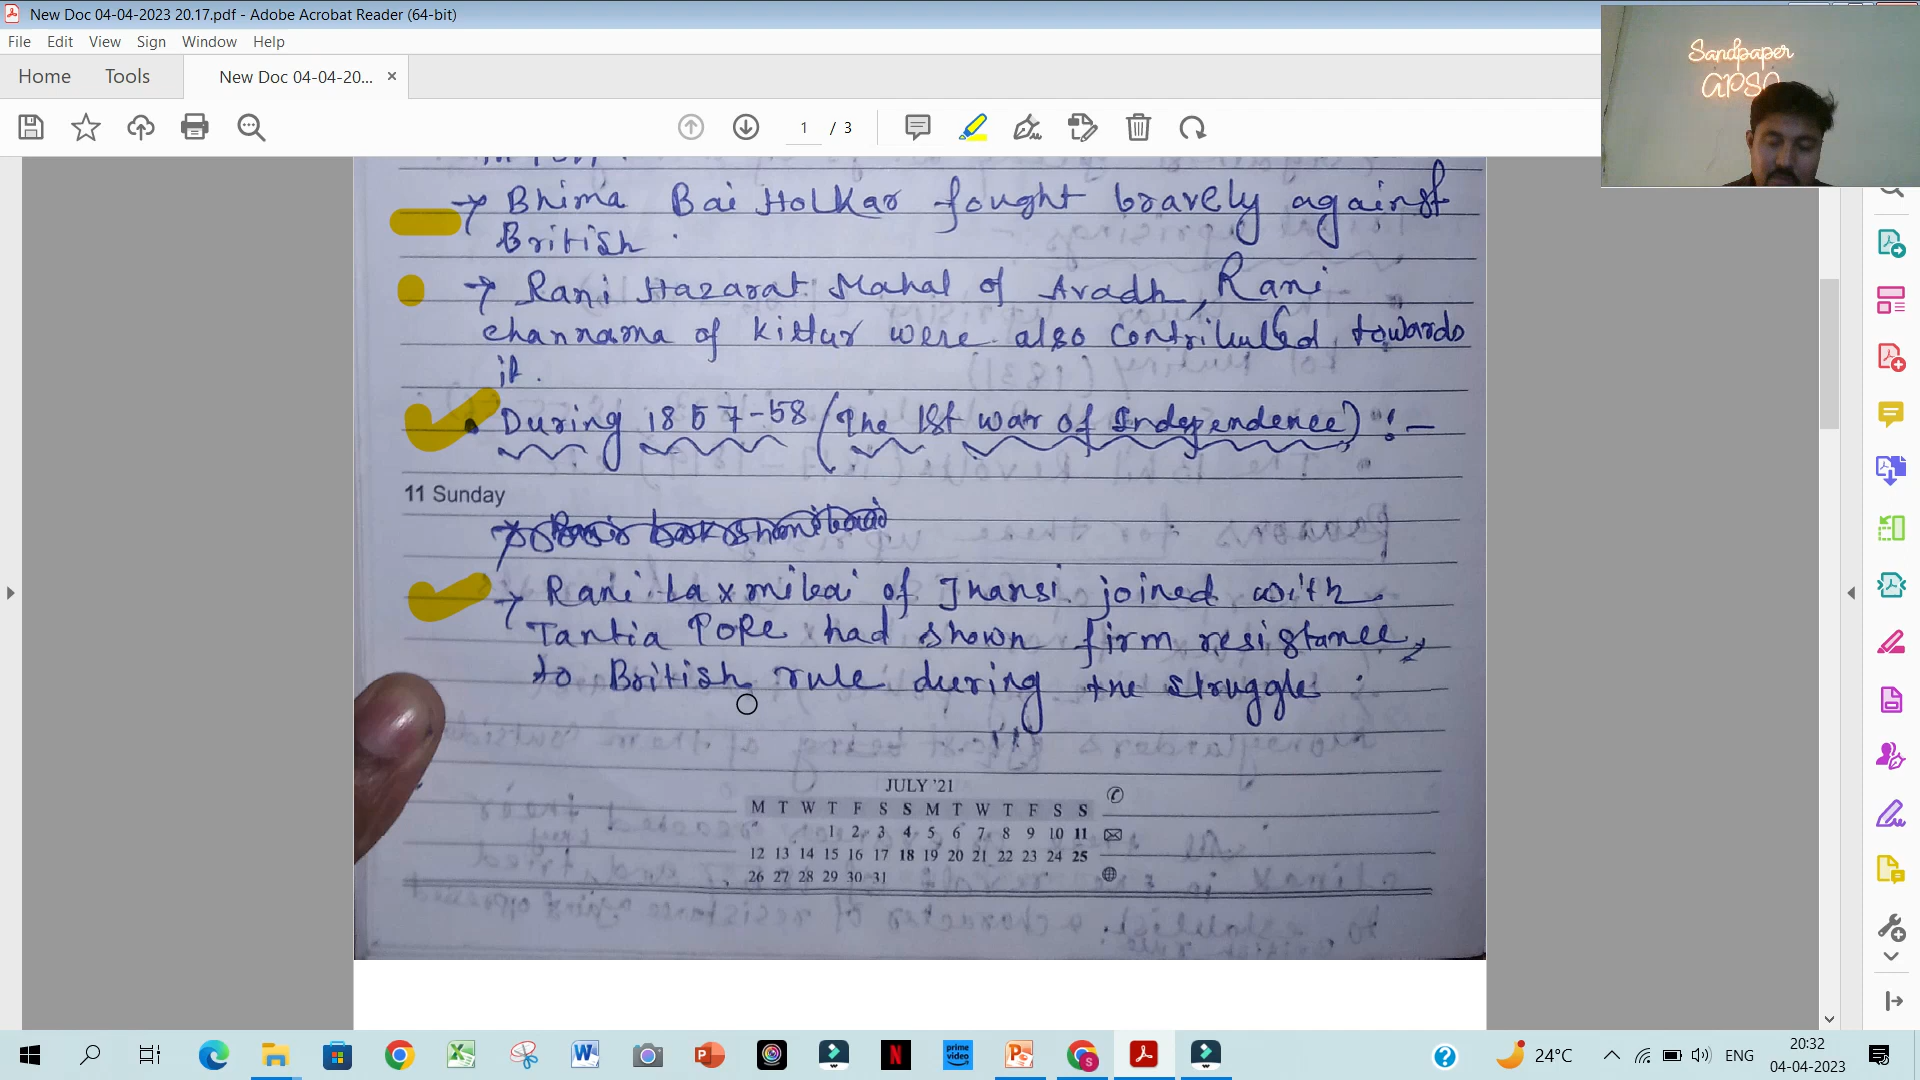 New Doc 04-04-2023 20.17.pdf - Adobe Acrobat Reader (64-bit)
File Edit View Sign Window Help
Home Tools New Doc 04-04-20... ×
1 / 3
Sandpaper
APSC
→ Bhima Bai Holkar fought bravely against
British .
→ Rani Hazarat Mahal of Avadh, Rani
channama of Kittur were also contributed towards
it.
• During 1857-58 (The 1st war of Independence) :-
11 Sunday
→ Rani Laxmibai of Jhansi joined with
Tantia Tope had shown firm resistance
to British rule during the struggle .
JULY '21
M T W T F S S M T W T F S S
1 2 3 4 5 6 7 8 9 10 11
12 13 14 15 16 17 18 19 20 21 22 23 24 25
26 27 28 29 30 31
24°C ENG
20:32
04-04-2023